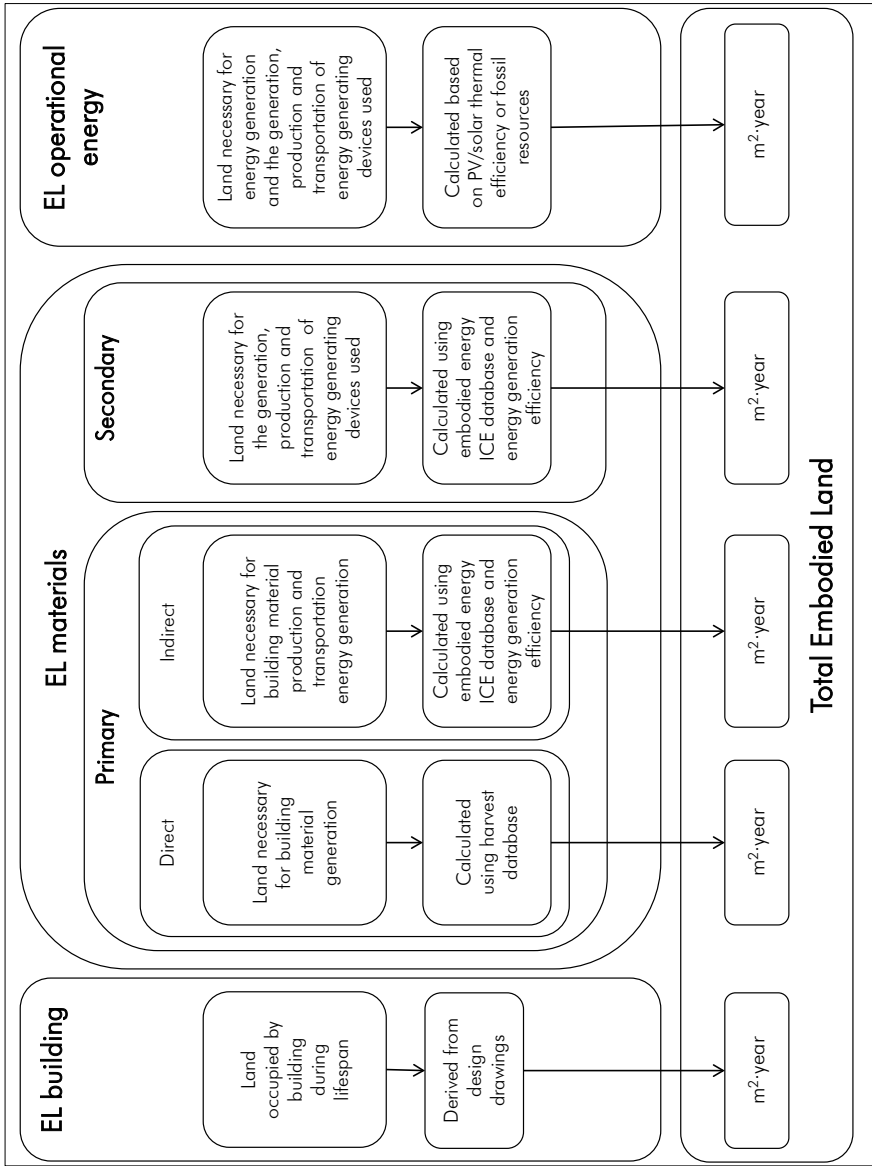 EL building
Land
occupied by
building
during
lifespan
Derived from
design
drawings
m²·year
EL materials
Primary
Direct
Land necessary
for building
material
generation
Calculated
using harvest
database
m²·year
Indirect
Land necessary for
building material
production and
transportation
energy generation
Calculated using
embodied energy
ICE database and
energy generation
efficiency
m²·year
Secondary
Land necessary for
the generation,
production and
transportation of
energy generating
devices used
Calculated using
embodied energy
ICE database and
energy generation
efficiency
m²·year
EL operational
energy
Land necessary for
energy generation
and the generation,
production and
transportation of
energy generating
devices used
Calculated based
on PV/solar thermal
efficiency or fossil
resources
m²·year
Total Embodied Land